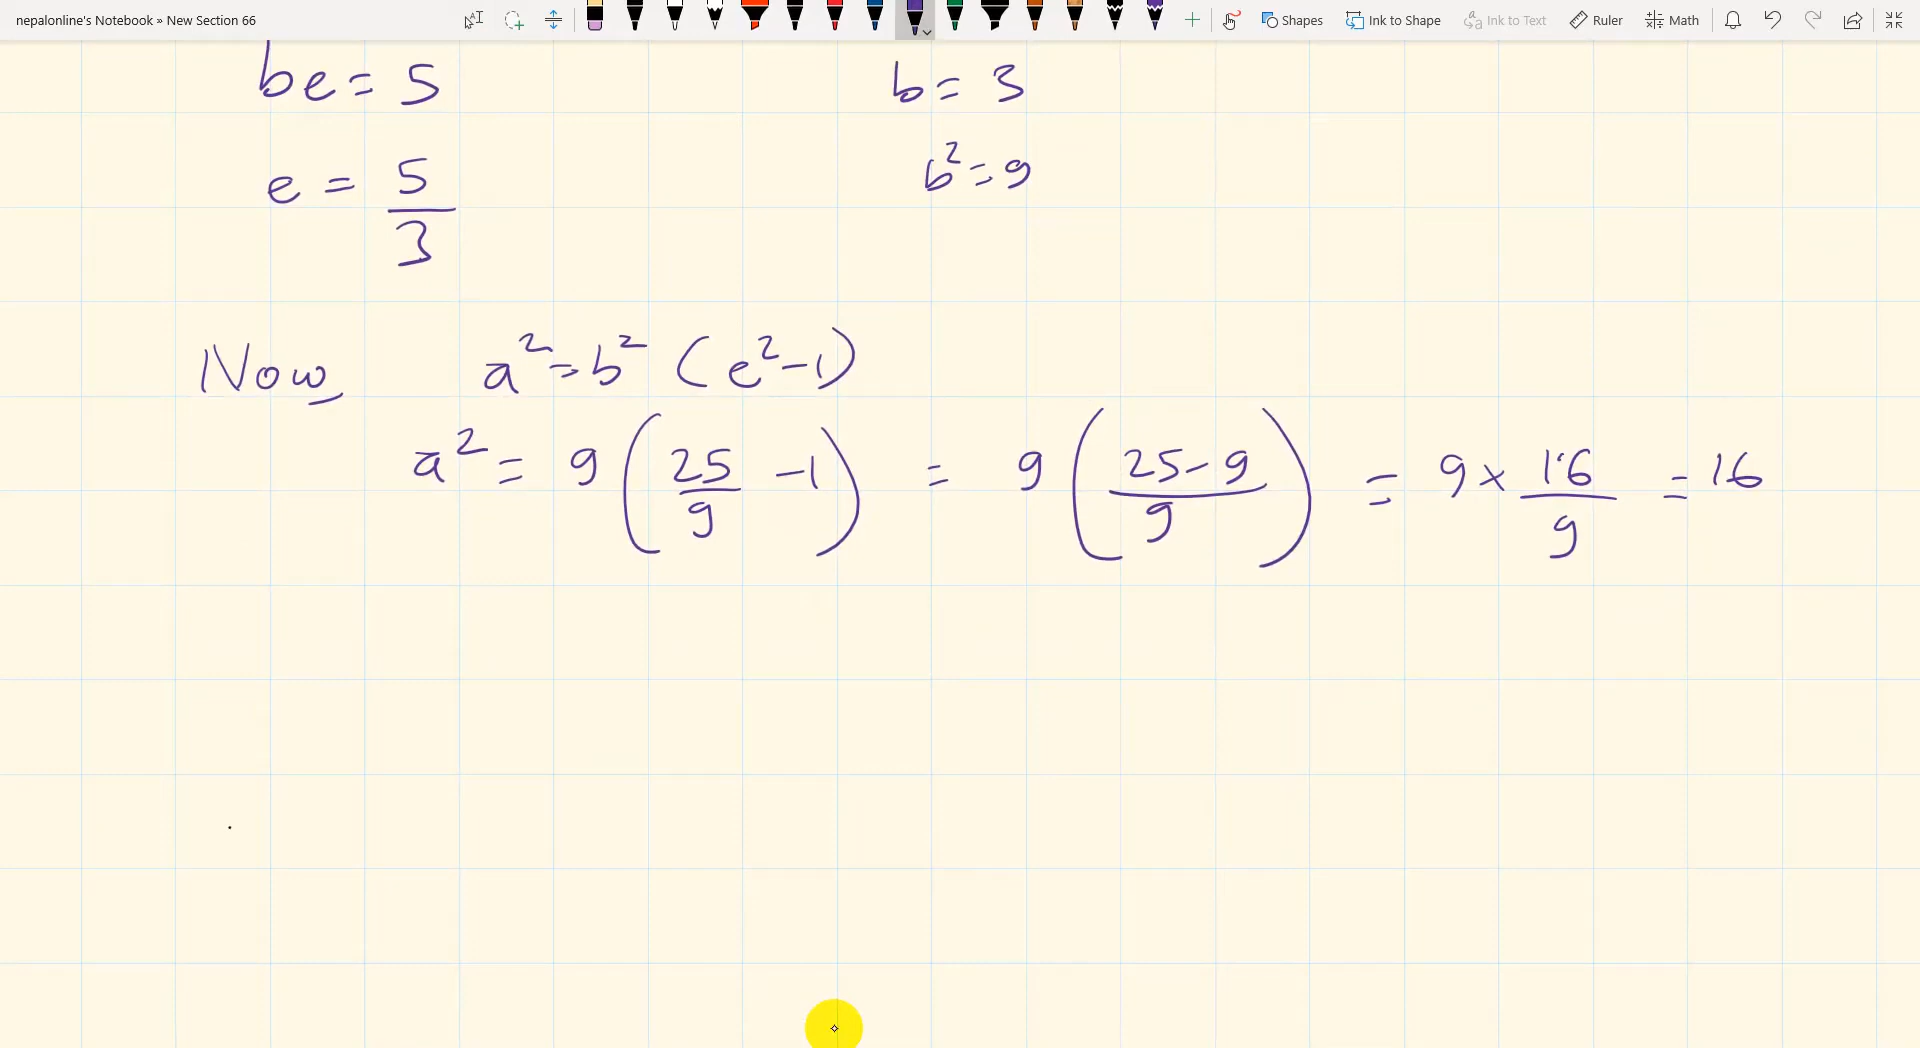 nepalonline's Notebook » New Section 66 Shapes Ink to Shape Ink to Text Ruler Math
be = 5 b = 3
e = 5/3 b² = 9
Now a² = b² (e² - 1)
a² = 9 (25/9 - 1) = 9 (25 - 9/9) = 9 × 16/9 = 16